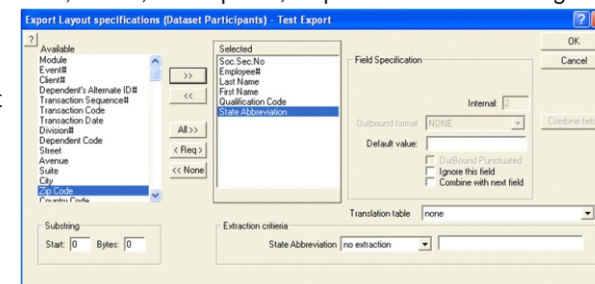 Export Layout specifications (Dataset Participants) - Test Export
?
?
Available
Module
Event#
Client#
Dependent's Alternate ID#
Transaction Sequence#
Transaction Code
Transaction Date
Division#
Dependent Code
Street
Avenue
Suite
City
Zip Code
Country Code
>>
<<
All >>
< Req >
<< None
Selected
Soc.Sec.No
Employee#
Last Name
First Name
Qualification Code
State Abbreviation
Field Specification
Internal: 2
Outbound format NONE
Default value:
OutBound Punctuated
Ignore this field
Combine with next field
OK
Cancel
Combine field
Translation table none
Substring
Start: 0 Bytes: 0
Extraction critieria
State Abbreviation no extraction